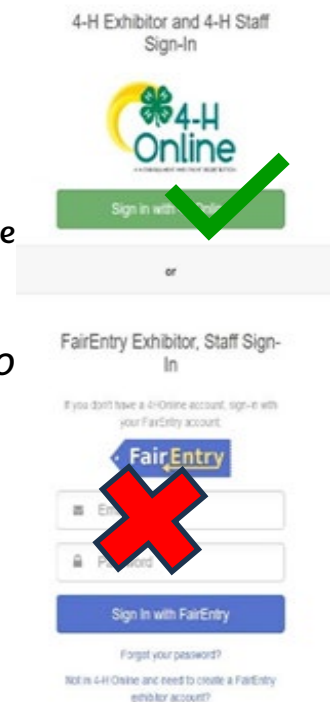 4-H Exhibitor and 4-H Staff
Sign-In
4-H
Online
Sign in with
e
or
o
FairEntry Exhibitor, Staff Sign-
In
If you don't have a 4HOnline account, sign-in with
your FairEntry account.
FairEntry
Sign In with FairEntry
Forgot your password?
Not in 4-H Online and need to create a FairEntry
exhibitor account?